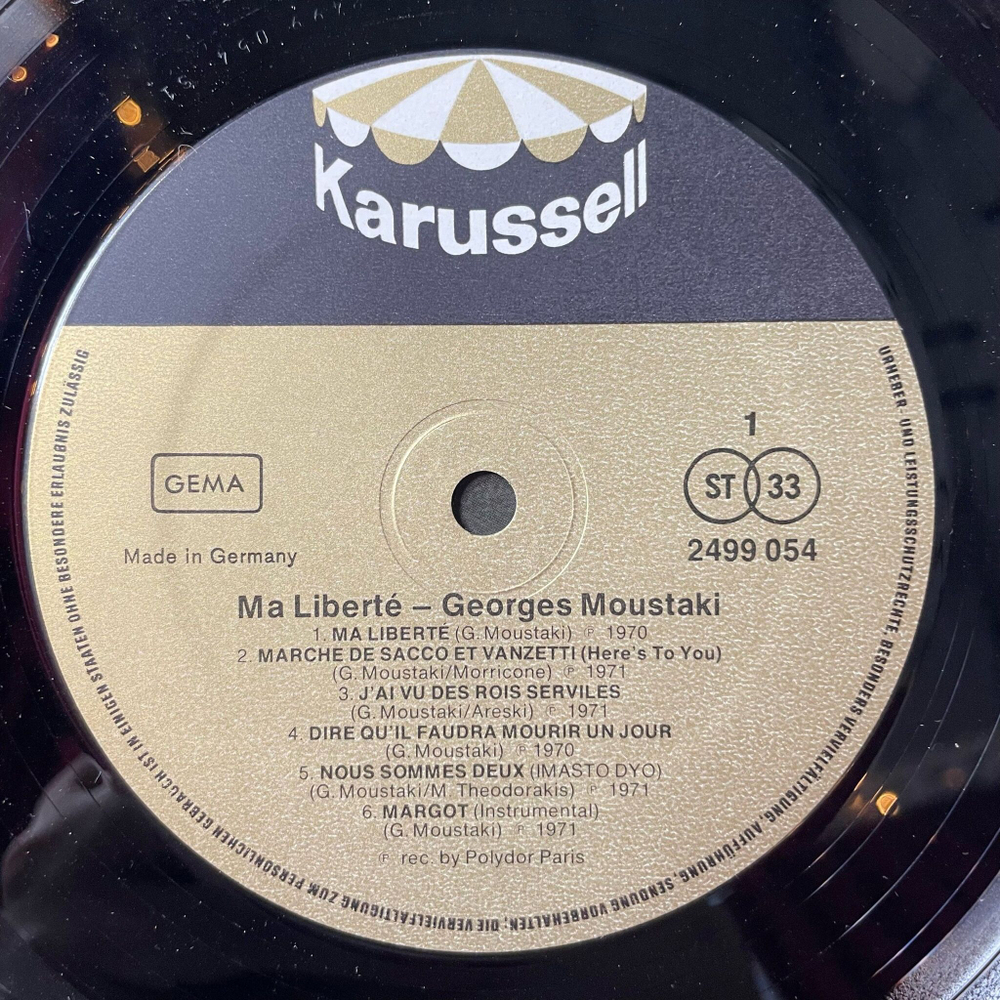 Karussell
URHEBER- UND LEISTUNGSSCHUTZRECHTE, BESONDERS VERVIELFÄLTIGUNG, AUFFÜHRUNG, SENDUNG VORBEHALTEN; DIE VERVIELFÄLTIGUNG ZUM PERSÖNLICHEN GEBRAUCH IST IN EINIGEN STAATEN OHNE BESONDERE ERLAUBNIS ZULÄSSIG
1
GEMA
ST 33
Made in Germany
2499 054
Ma Liberté – Georges Moustaki
1. MA LIBERTÉ (G. Moustaki) ℗ 1970
2. MARCHE DE SACCO ET VANZETTI (Here's To You)
(G. Moustaki/Morricone) ℗ 1971
3. J'AI VU DES ROIS SERVILES
(G. Moustaki/Areski) ℗ 1971
4. DIRE QU'IL FAUDRA MOURIR UN JOUR
(G. Moustaki) ℗ 1970
5. NOUS SOMMES DEUX (IMASTO DYO)
(G. Moustaki/M. Theodorakis) ℗ 1971
6. MARGOT (Instrumental)
(G. Moustaki) ℗ 1971
℗ rec. by Polydor Paris